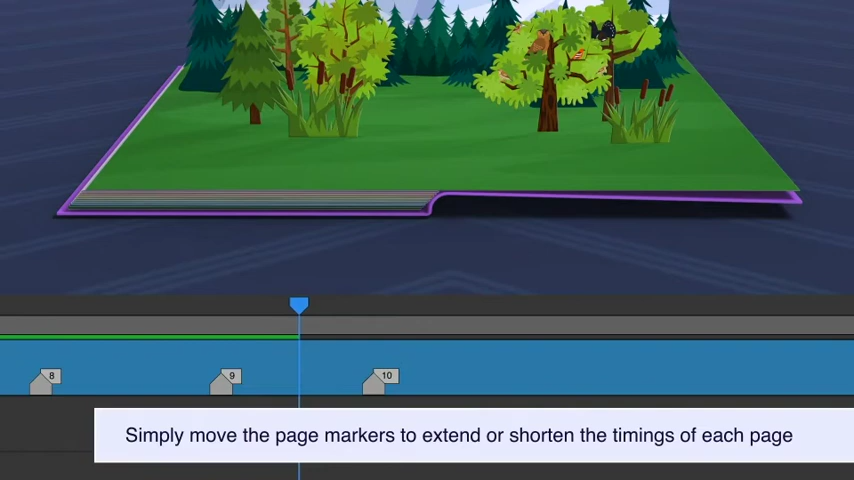 8 9 10
Simply move the page markers to extend or shorten the timings of each page